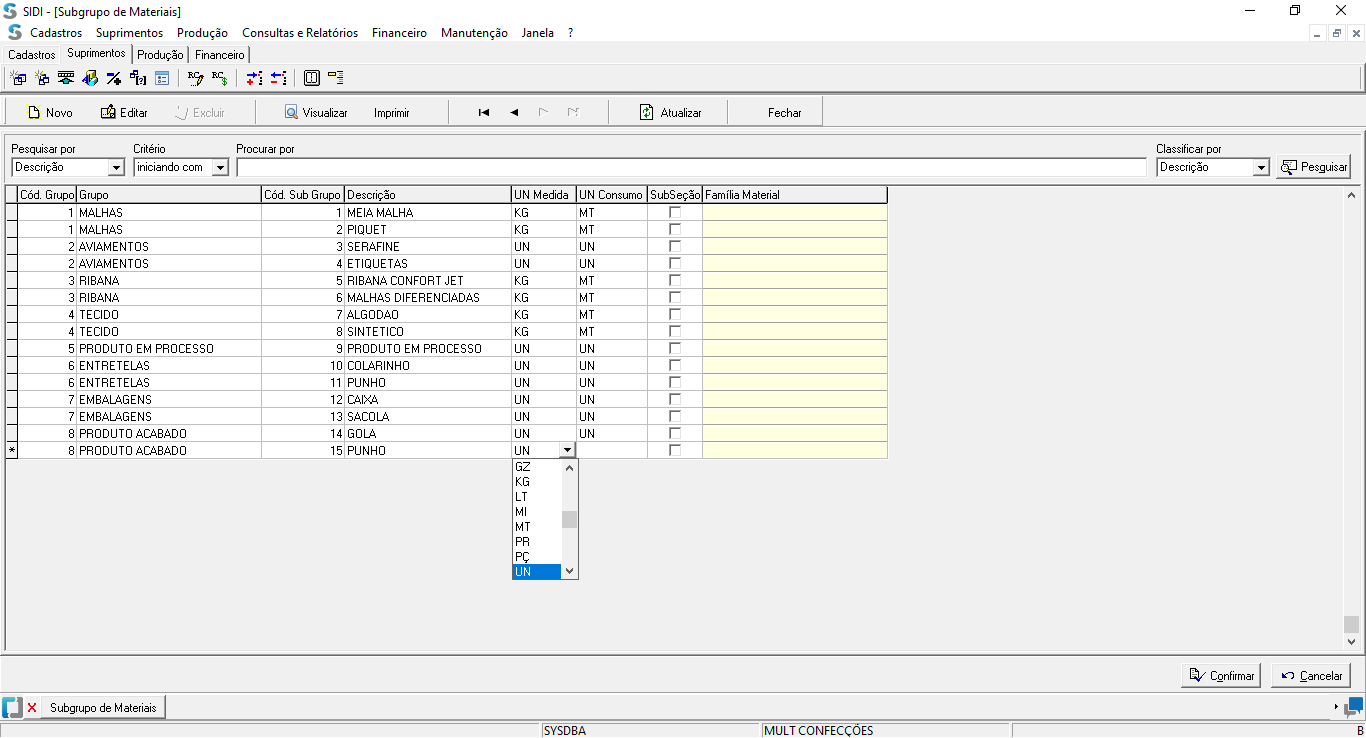 SIDI - [Subgrupo de Materiais]
Cadastros Suprimentos Produção Consultas e Relatórios Financeiro Manutenção Janela ?
Cadastros Suprimentos Produção Financeiro
Novo Editar Excluir Visualizar Imprimir Atualizar Fechar
Pesquisar por Critério Procurar por Classificar por
Descrição iniciando com Descrição Pesquisar
Cód. Grupo Grupo Cód. Sub Grupo Descrição UN Medida UN Consumo SubSeção Família Material
1 MALHAS 1 MEIA MALHA KG MT
1 MALHAS 2 PIQUET KG MT
2 AVIAMENTOS 3 SERAFINE UN UN
2 AVIAMENTOS 4 ETIQUETAS UN UN
3 RIBANA 5 RIBANA CONFORT JET KG MT
3 RIBANA 6 MALHAS DIFERENCIADAS KG MT
4 TECIDO 7 ALGODAO KG MT
4 TECIDO 8 SINTETICO KG MT
5 PRODUTO EM PROCESSO 9 PRODUTO EM PROCESSO UN UN
6 ENTRETELAS 10 COLARINHO UN UN
6 ENTRETELAS 11 PUNHO UN UN
7 EMBALAGENS 12 CAIXA UN UN
7 EMBALAGENS 13 SACOLA UN UN
8 PRODUTO ACABADO 14 GOLA UN UN
* 8 PRODUTO ACABADO 15 PUNHO UN
GZ
KG
LT
MI
MT
PR
PÇ
UN
Confirmar Cancelar
Subgrupo de Materiais
SYSDBA MULT CONFECÇÕES B